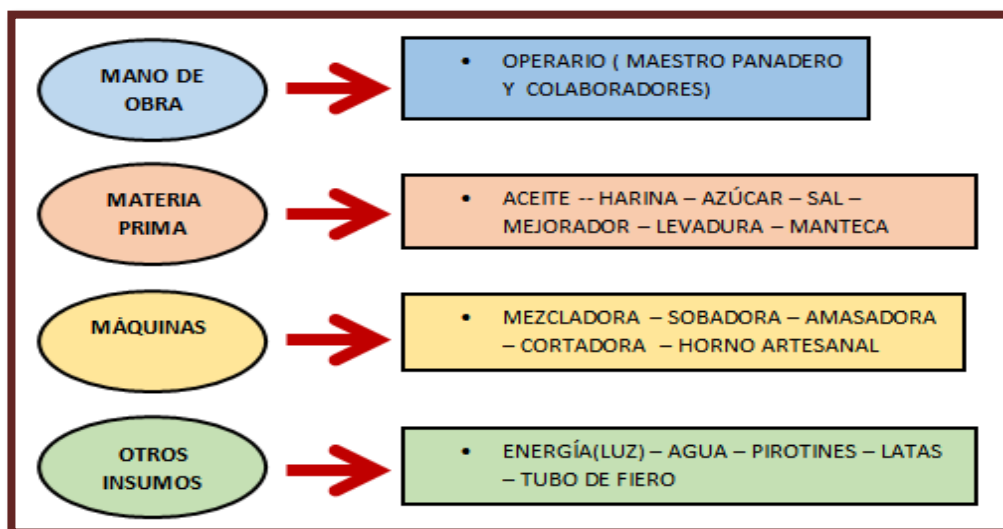 MANO DE
OBRA
• OPERARIO ( MAESTRO PANADERO
Y COLABORADORES)
MATERIA
PRIMA
• ACEITE -- HARINA – AZÚCAR – SAL –
MEJORADOR – LEVADURA – MANTECA
MÁQUINAS
• MEZCLADORA – SOBADORA – AMASADORA
– CORTADORA – HORNO ARTESANAL
OTROS
INSUMOS
• ENERGÍA(LUZ) – AGUA – PIROTINES – LATAS
– TUBO DE FIERO